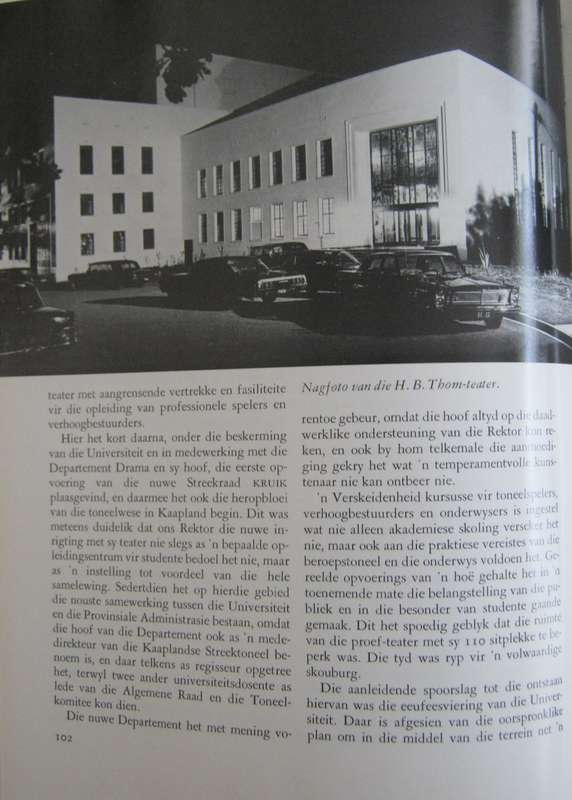 Nagfoto van die H. B. Thom-teater.
teater met aangrensende vertrekke en fasiliteite
vir die opleiding van professionele spelers en
verhoogbestuurders.
Hier het kort daarna, onder die beskerming
van die Universiteit en in medewerking met die
Departement Drama en sy hoof, die eerste op-
voering van die nuwe Streekraad KRUIK
plaasgevind, en daarmee het ook die heropbloei
van die toneelwese in Kaapland begin. Dit was
meteens duidelik dat ons Rektor die nuwe in-
rigting met sy teater nie slegs as 'n bepaalde op-
leidingsentrum vir studente bedoel het nie, maar
as 'n instelling tot voordeel van die hele
samelewing. Sedertdien het op hierdie gebied
die nouste samewerking tussen die Universiteit
en die Provinsiale Administrasie bestaan, omdat
die hoof van die Departement ook as 'n mede-
direkteur van die Kaaplandse Streektoneel be-
noem is, en daar telkens as regisseur opgetree
het, terwyl twee ander universiteitsdosente as
lede van die Algemene Raad en die Toneel-
komitee kon dien.
Die nuwe Departement het met mening vo-
102
rentoe gebeur, omdat die hoof altyd op die daad-
werklike ondersteuning van die Rektor kon re-
ken, en ook by hom telkemale die aanmoedi-
ging gekry het wat 'n temperamentvolle kuns-
tenaar nie kan ontbeer nie.
'n Verskeidenheid kursusse vir toneelspelers,
verhoogbestuurders en onderwysers is ingestel
wat nie alleen akademiese skoling verseker het
nie, maar ook aan die praktiese vereistes van die
beroepstoneel en die onderwys voldoen het. Ge-
reelde opvoerings van 'n hoë gehalte het in 'n
toenemende mate die belangstelling van die pu-
bliek en in die besonder van studente gaande
gemaak. Dit het spoedig geblyk dat die ruimte
van die proef-teater met sy 110 sitplekke te be-
perk was. Die tyd was ryp vir 'n volwaardige
skouburg.
Die aanleidende spoorslag tot die ontstaan
hiervan was die eeufeesviering van die Univer-
siteit. Daar is afgesien van die oorspronklike
plan om in die middel van die terrein net 'n